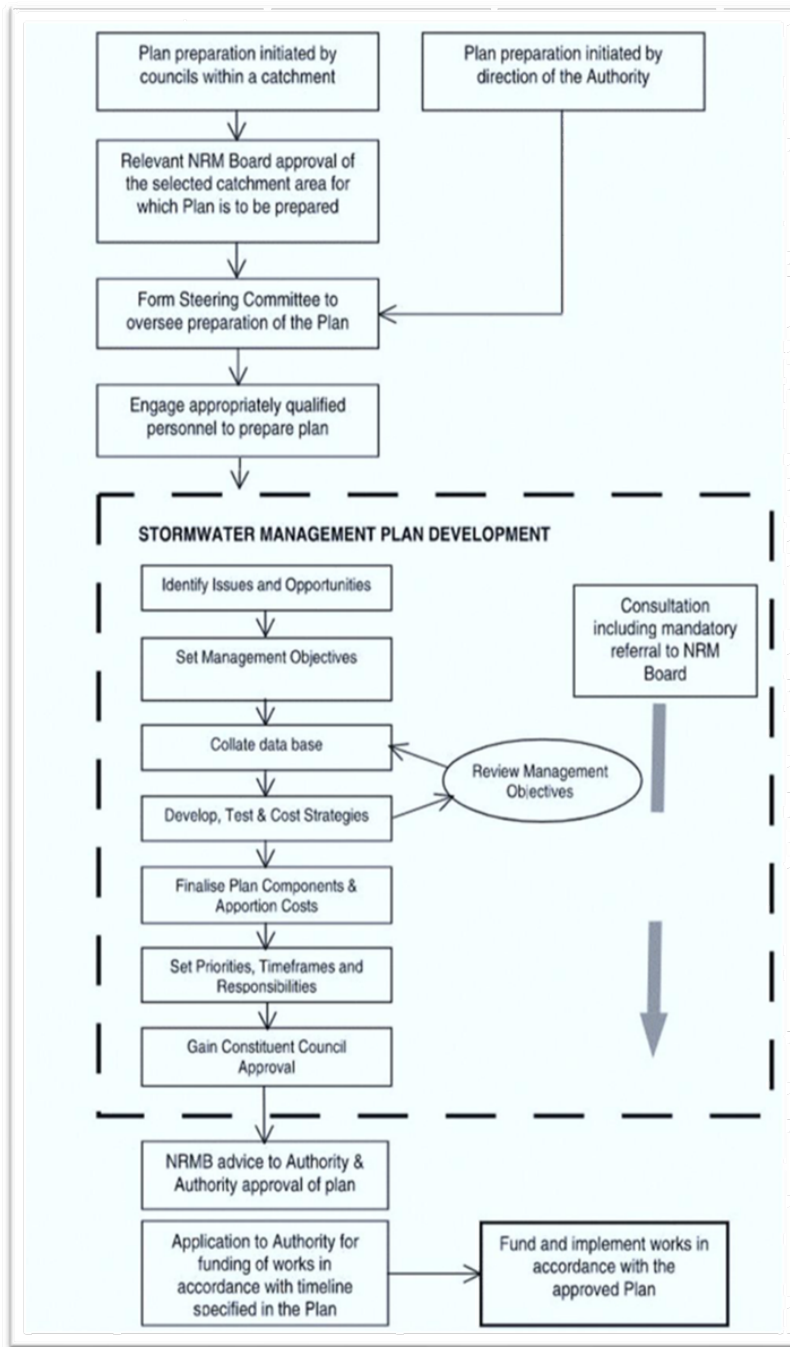 Plan preparation initiated by
councils within a catchment
Plan preparation initiated by
direction of the Authority
Relevant NRM Board approval of
the selected catchment area for
which Plan is to be prepared
Form Steering Committee to
oversee preparation of the Plan
Engage appropriately qualified
personnel to prepare plan
STORMWATER MANAGEMENT PLAN DEVELOPMENT
Identify Issues and Opportunities
Set Management Objectives
Collate data base
Develop, Test & Cost Strategies
Finalise Plan Components &
Apportion Costs
Set Priorities, Timeframes and
Responsibilities
Gain Constituent Council
Approval
Consultation
including mandatory
referral to NRM
Board
Review Management
Objectives
NRMB advice to Authority &
Authority approval of plan
Application to Authority for
funding of works in
accordance with timeline
specified in the Plan
Fund and implement works in
accordance with the
approved Plan